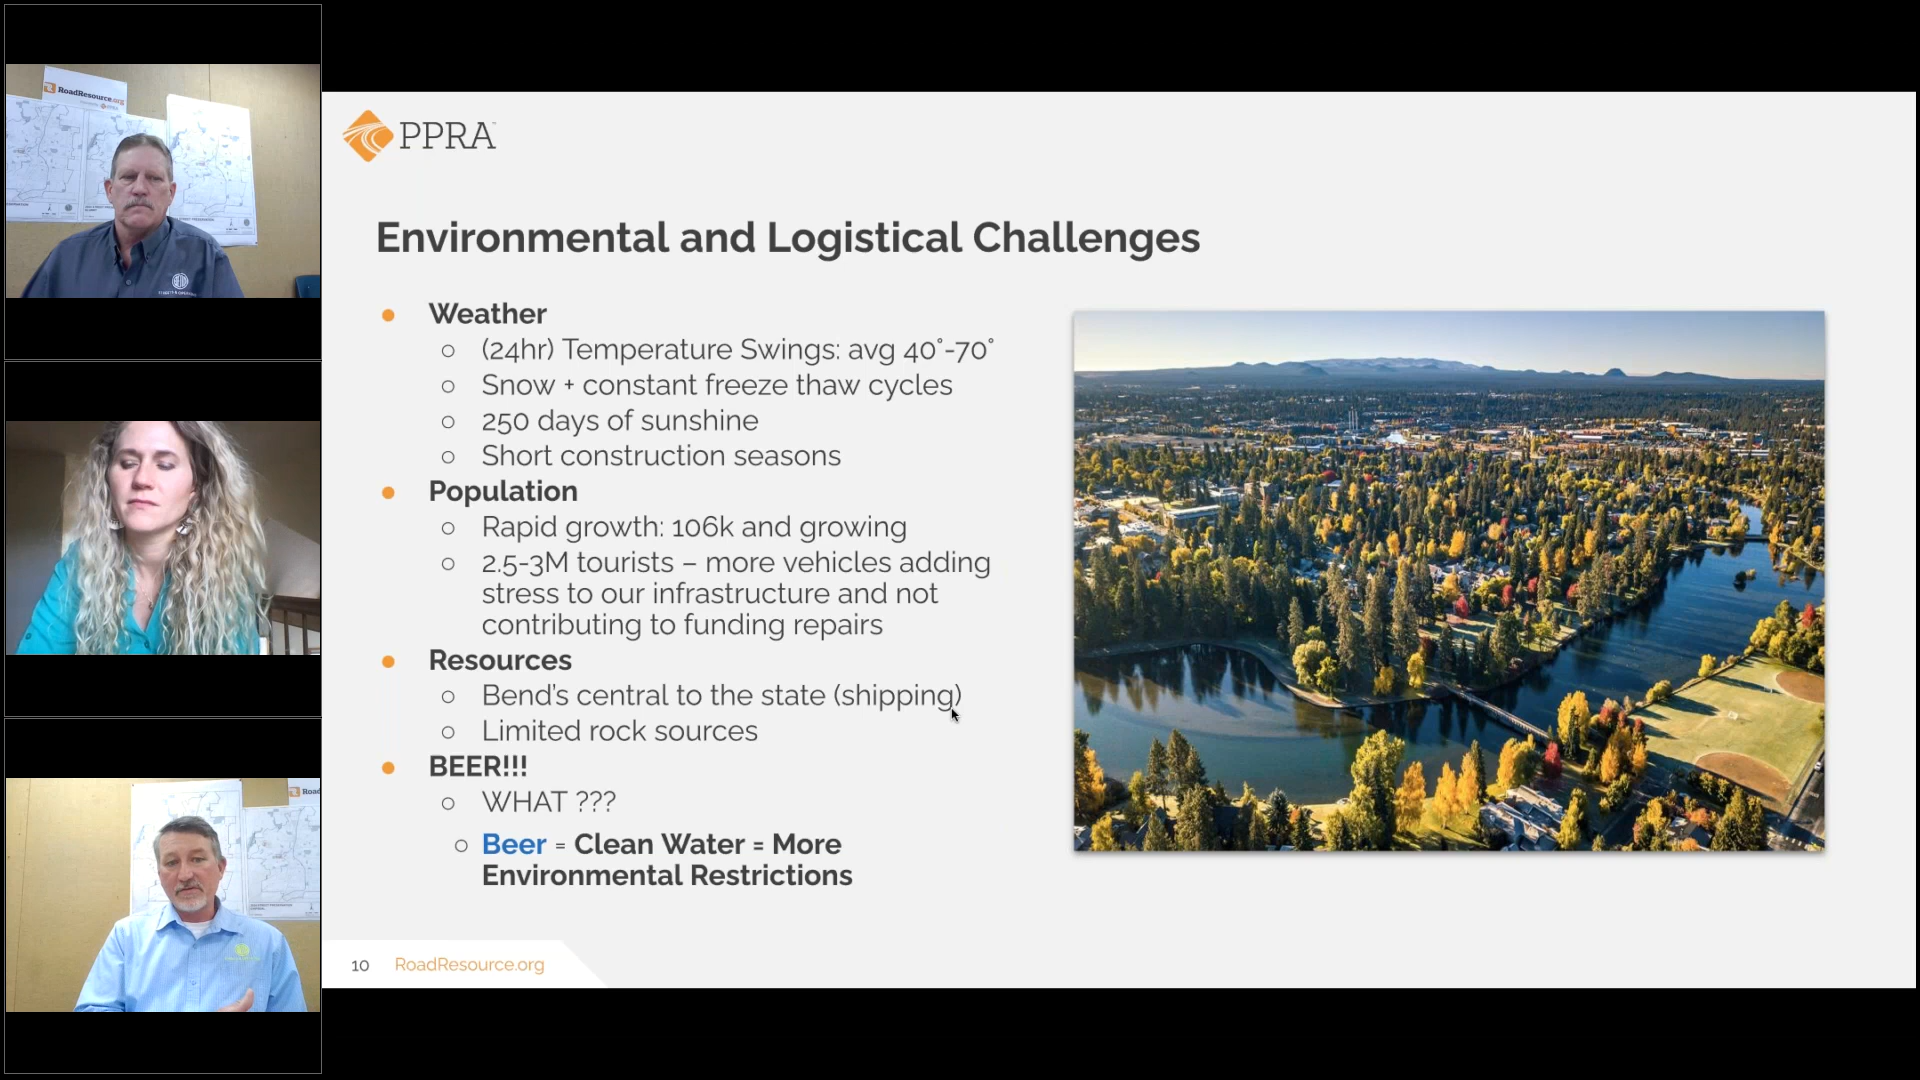 RoadResource.org
PPRA
Environmental and Logistical Challenges
● Weather
○ (24hr) Temperature Swings: avg 40°-70°
○ Snow + constant freeze thaw cycles
○ 250 days of sunshine
○ Short construction seasons
● Population
○ Rapid growth: 106k and growing
○ 2.5-3M tourists – more vehicles adding
stress to our infrastructure and not
contributing to funding repairs
● Resources
○ Bend's central to the state (shipping)
○ Limited rock sources
● BEER!!!
○ WHAT ???
○ Beer = Clean Water = More
Environmental Restrictions
10 RoadResource.org